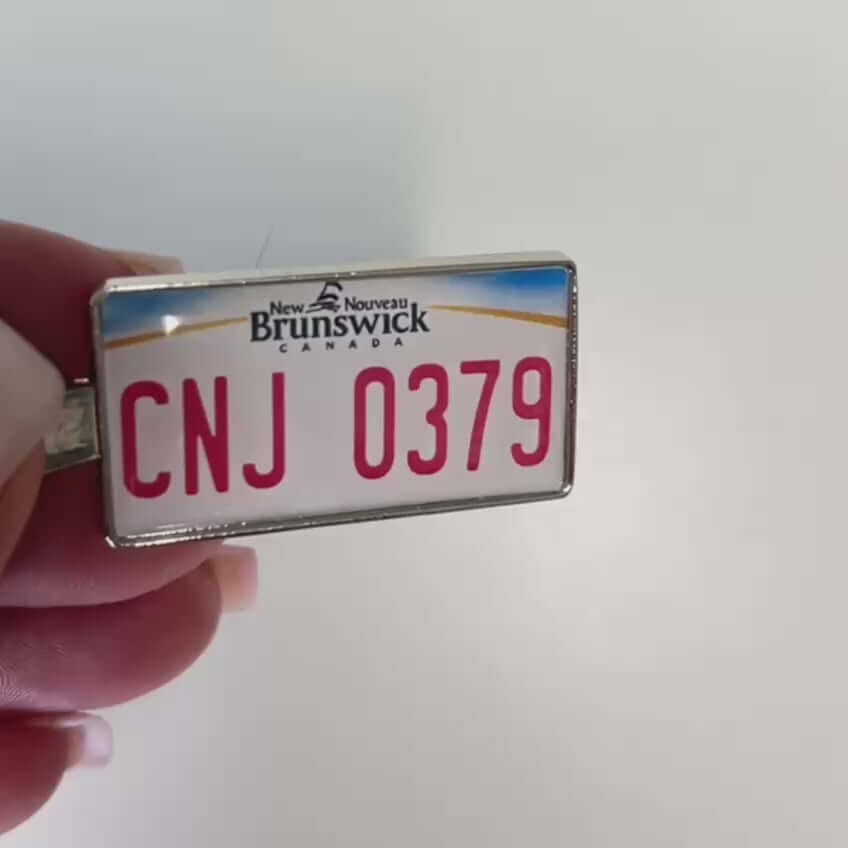 New Nouveau
Brunswick
CANADA
CNJ 0379